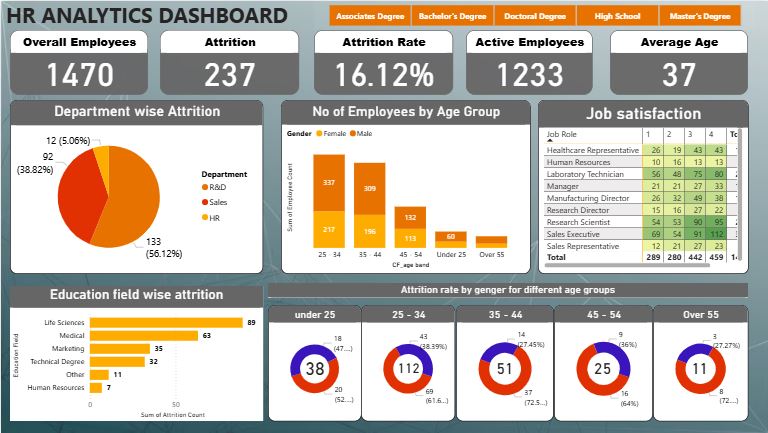 HR ANALYTICS DASHBOARD
Associates Degree Bachelor's Degree Doctoral Degree High School Master's Degree
Overall Employees
1470
Attrition
237
Attrition Rate
16.12%
Active Employees
1233
Average Age
37
Department wise Attrition
12 (5.06%)
92
(38.82%)
133
(56.12%)
Department
R&D
Sales
HR
No of Employees by Age Group
Gender Female Male
Sum of Employee Count
337 309 132 60
217 196 113
25 - 34 35 - 44 45 - 54 Under 25 Over 55
CF_age band
Job satisfaction
Job Role 1 2 3 4
Healthcare Representative 26 19 43 43
Human Resources 10 16 13 13
Laboratory Technician 56 48 75 80
Manager 21 21 27 33
Manufacturing Director 26 32 49 38
Research Director 15 16 27 22
Research Scientist 54 53 90 95
Sales Executive 69 54 91 112
Sales Representative 12 21 27 23
Total 289 280 442 459
Education field wise attrition
Education Field
Life Sciences 89
Medical 63
Marketing 35
Technical Degree 32
Other 11
Human Resources 7
0 50
Sum of Attrition Count
Attrition rate by genger for different age groups
under 25
18
(47...)
38
20
(52....)
25 - 34
43
(38.39%)
112
69
(61.6...)
35 - 44
14
(27.45%)
51
37
(72.5...)
45 - 54
9
(36%)
25
16
(64%)
Over 55
3
(27.27%)
11
8
(72....)